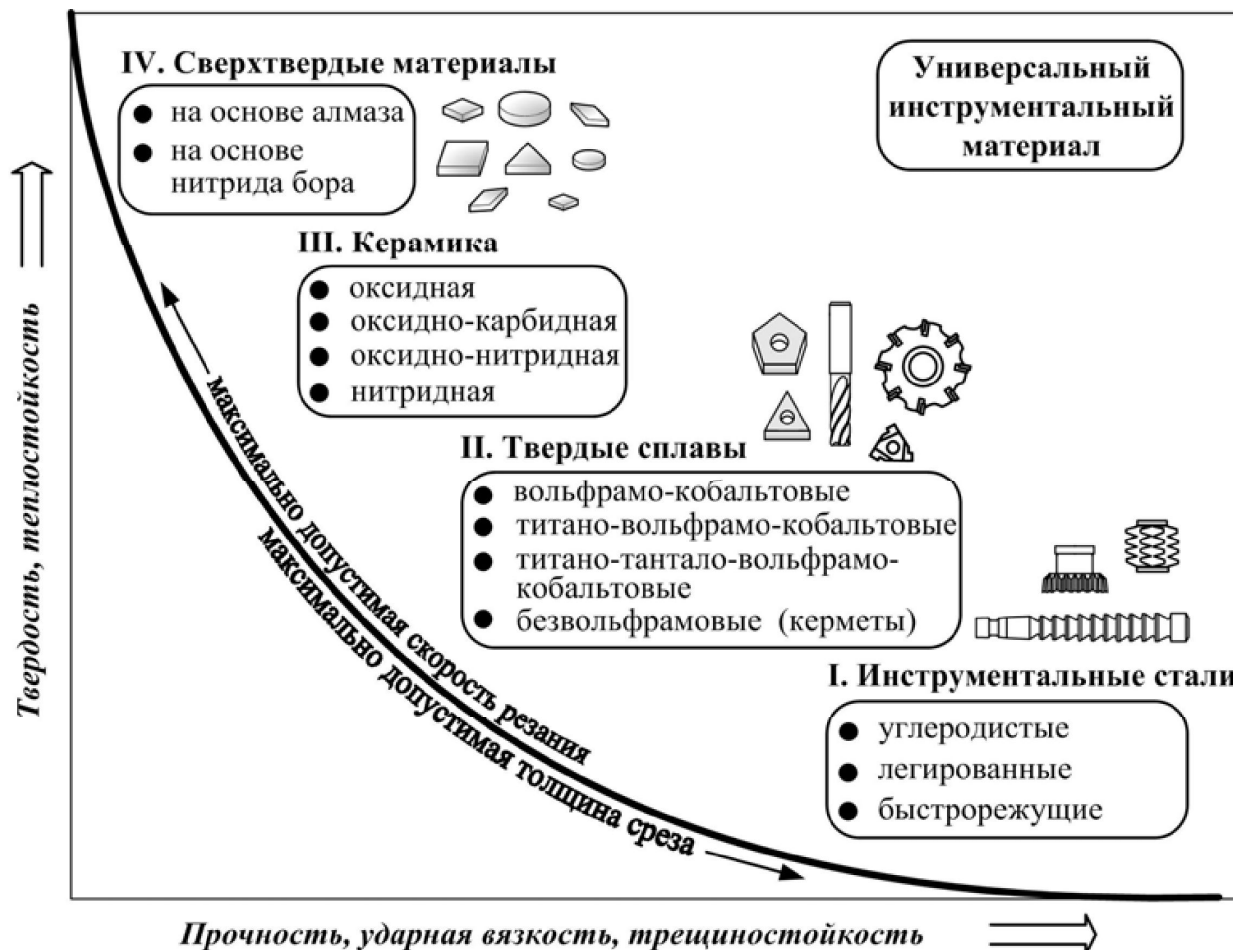 IV. Сверхтвердые материалы
на основе алмаза
на основе
нитрида бора
Универсальный
инструментальный
материал
III. Керамика
оксидная
оксидно-карбидная
оксидно-нитридная
нитридная
II. Твердые сплавы
вольфрамо-кобальтовые
титано-вольфрамо-кобальтовые
титано-тантало-вольфрамо-
кобальтовые
безвольфрамовые (керметы)
I. Инструментальные стали
углеродистые
легированные
быстрорежущие
максимально допустимая скорость резания
максимально допустимая толщина среза
Твердость, теплостойкость
Прочность, ударная вязкость, трещиностойкость